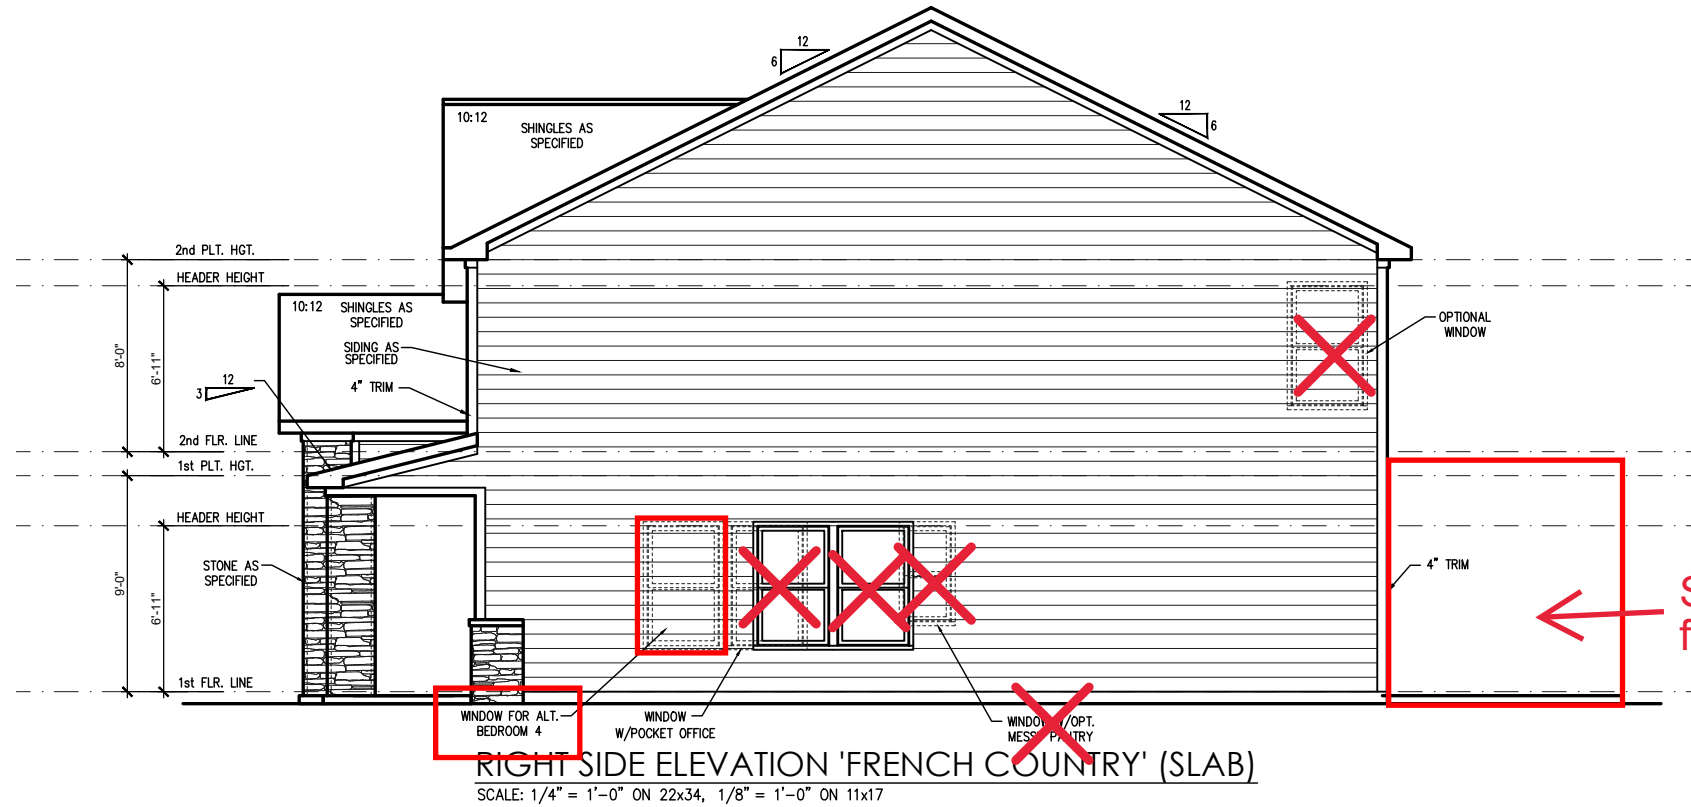 12
6
12
6
10:12
SHINGLES AS
SPECIFIED
2nd PLT. HGT.
HEADER HEIGHT
10:12
SHINGLES AS
SPECIFIED
OPTIONAL
WINDOW
SIDING AS
SPECIFIED
8'-0"
6'-11"
12
3
4" TRIM
2nd FLR. LINE
1st PLT. HGT.
HEADER HEIGHT
STONE AS
SPECIFIED
9'-0"
6'-11"
4" TRIM
1st FLR. LINE
WINDOW FOR ALT.
BEDROOM 4
WINDOW
W/POCKET OFFICE
WINDOW W/OPT.
MESSY PANTRY
RIGHT SIDE ELEVATION 'FRENCH COUNTRY' (SLAB)
SCALE: 1/4" = 1'-0" ON 22x34, 1/8" = 1'-0" ON 11x17